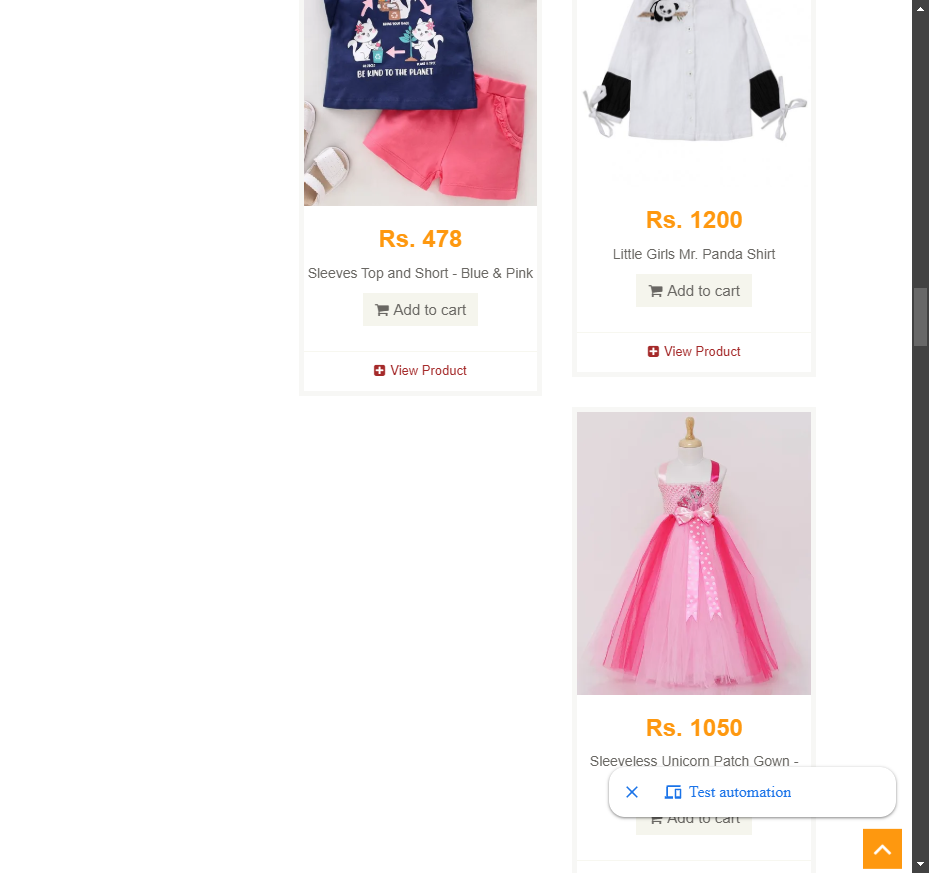 BE KIND TO THE PLANET
Rs. 478
Sleeves Top and Short - Blue & Pink
Add to cart
View Product
Rs. 1200
Little Girls Mr. Panda Shirt
Add to cart
View Product
Rs. 1050
Sleeveless Unicorn Patch Gown -
Test automation
Add to cart